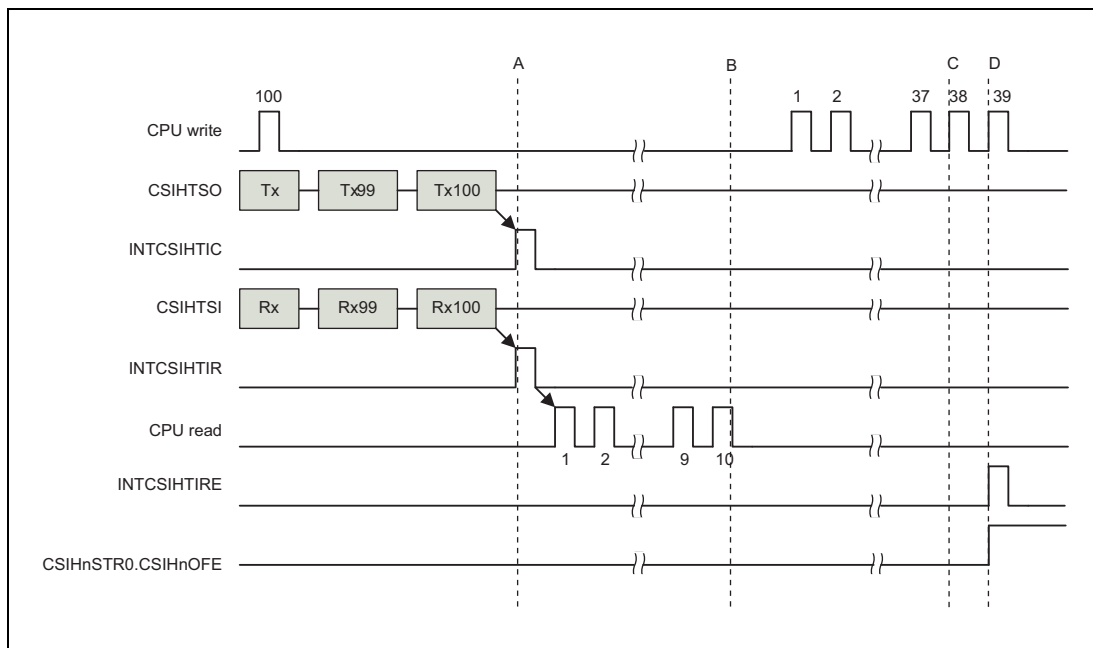 A B C D
100 1 2 37 38 39
CPU write
CSIHTSO Tx Tx99 Tx100
INTCSIHTIC
CSIHTSI Rx Rx99 Rx100
INTCSIHTIR
CPU read
1 2 9 10
INTCSIHTIRE
CSIHnSTR0.CSIHnOFE